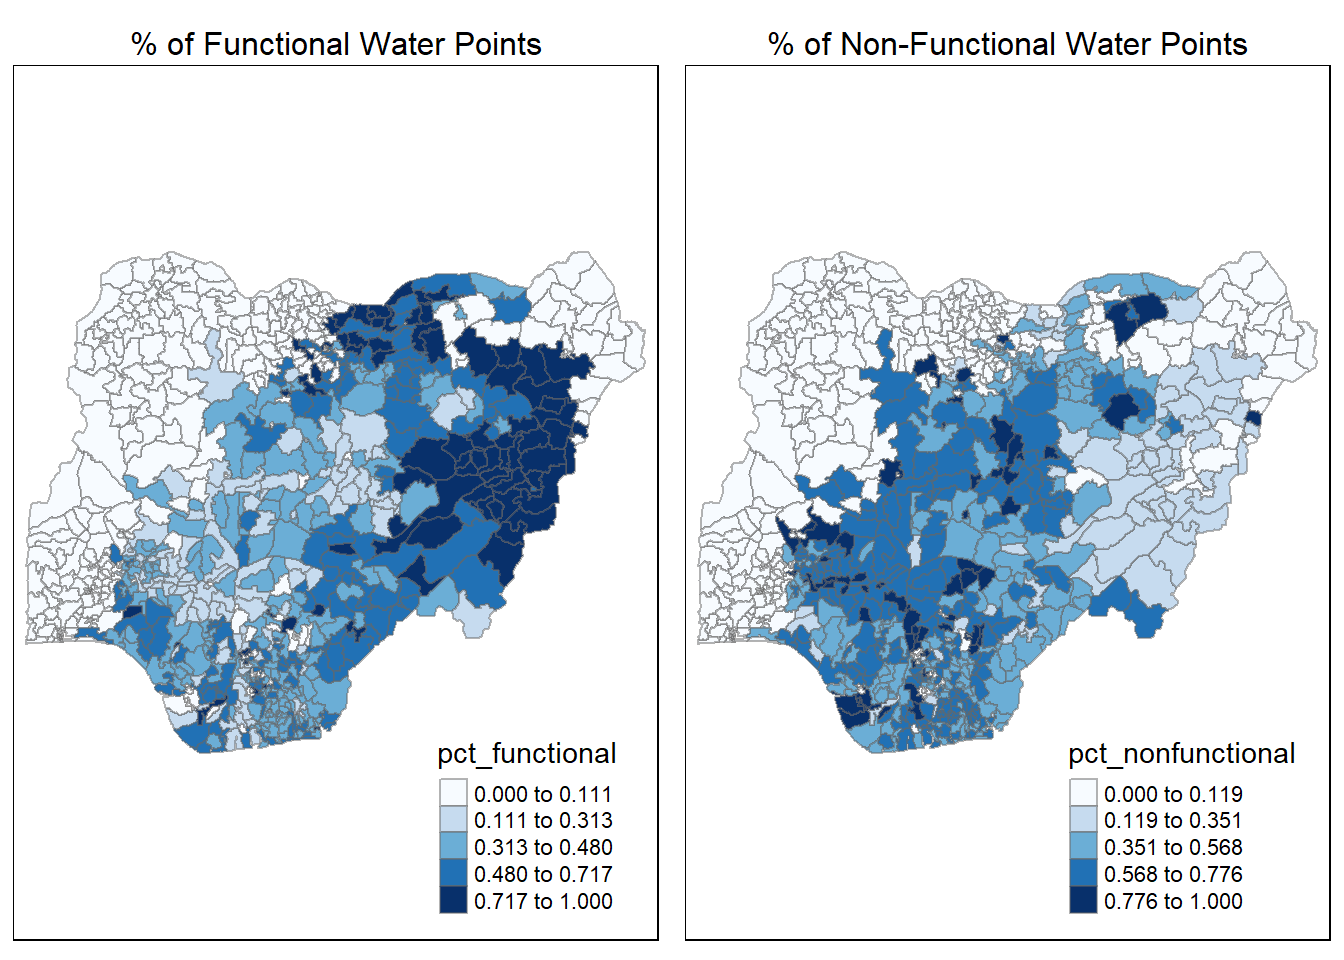 % of Functional Water Points
% of Non-Functional Water Points
pct_functional
0.000 to 0.111
0.111 to 0.313
0.313 to 0.480
0.480 to 0.717
0.717 to 1.000
pct_nonfunctional
0.000 to 0.119
0.119 to 0.351
0.351 to 0.568
0.568 to 0.776
0.776 to 1.000